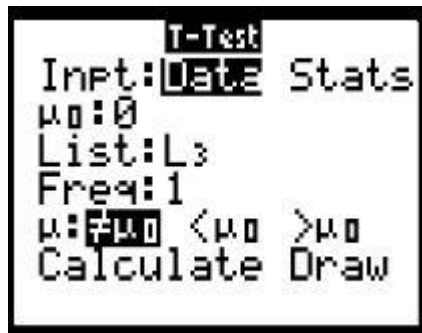 T-Test
Inpt:Data Stats
μ0:0
List:L3
Freq:1
μ:≠μ0 <μ0 >μ0
Calculate Draw